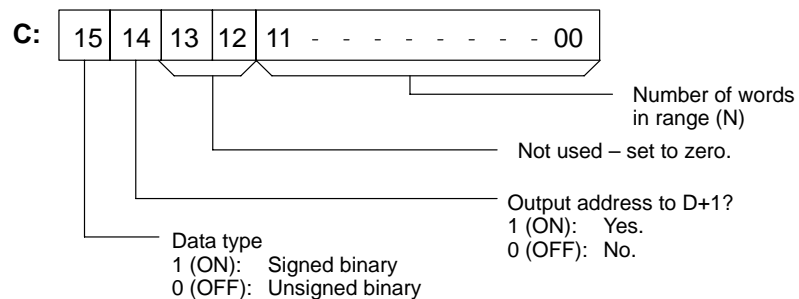 C: 15 14 13 12 11 - - - - - - - - 00
Number of words
in range (N)
Not used – set to zero.
Output address to D+1?
1 (ON): Yes.
0 (OFF): No.
Data type
1 (ON): Signed binary
0 (OFF): Unsigned binary